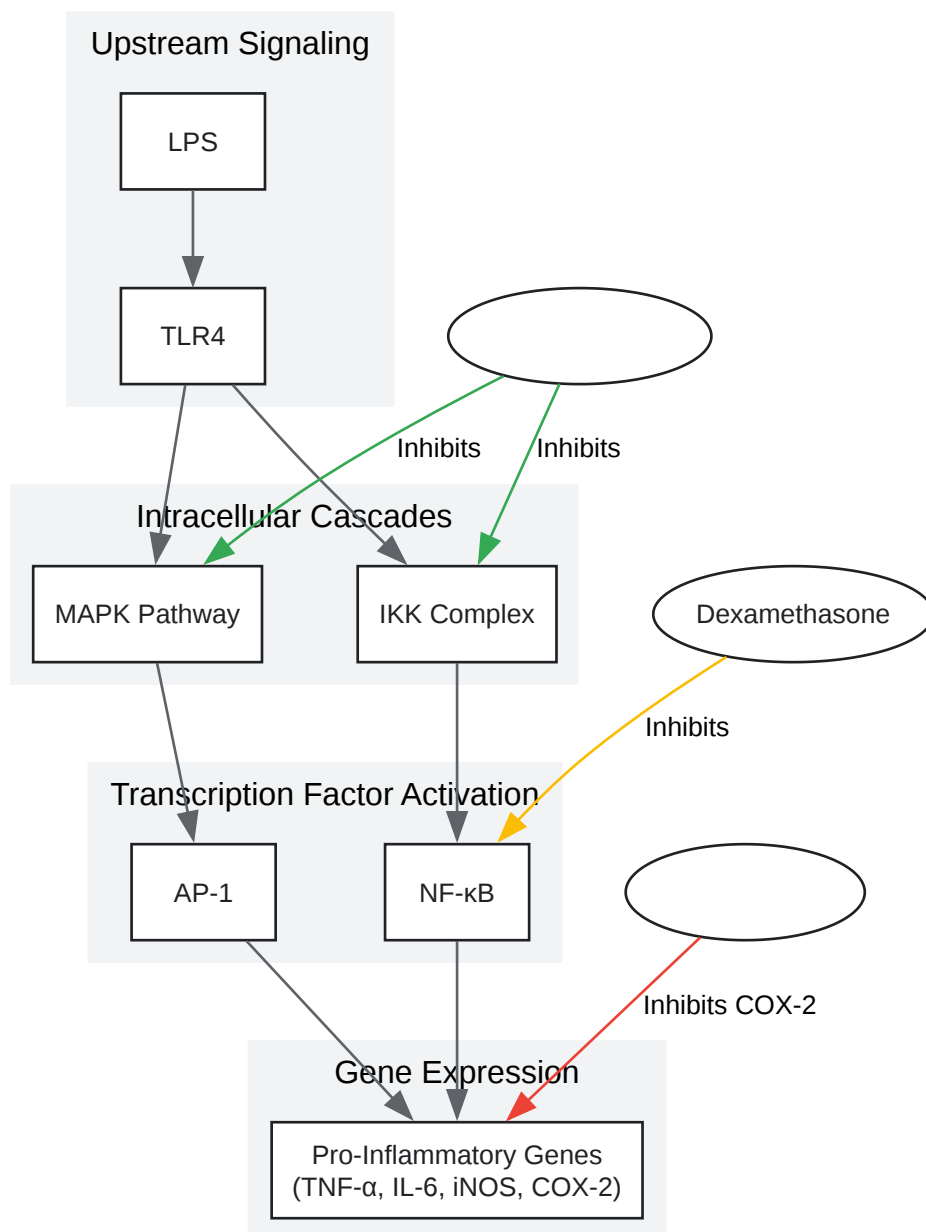 Upstream Signaling
LPS
TLR4
Inhibits
Inhibits
Intracellular Cascades
MAPK Pathway
IKK Complex
Dexamethasone
Inhibits
Transcription Factor Activation
AP-1
NF-κB
Inhibits COX-2
Gene Expression
Pro-Inflammatory Genes
(TNF-α, IL-6, iNOS, COX-2)